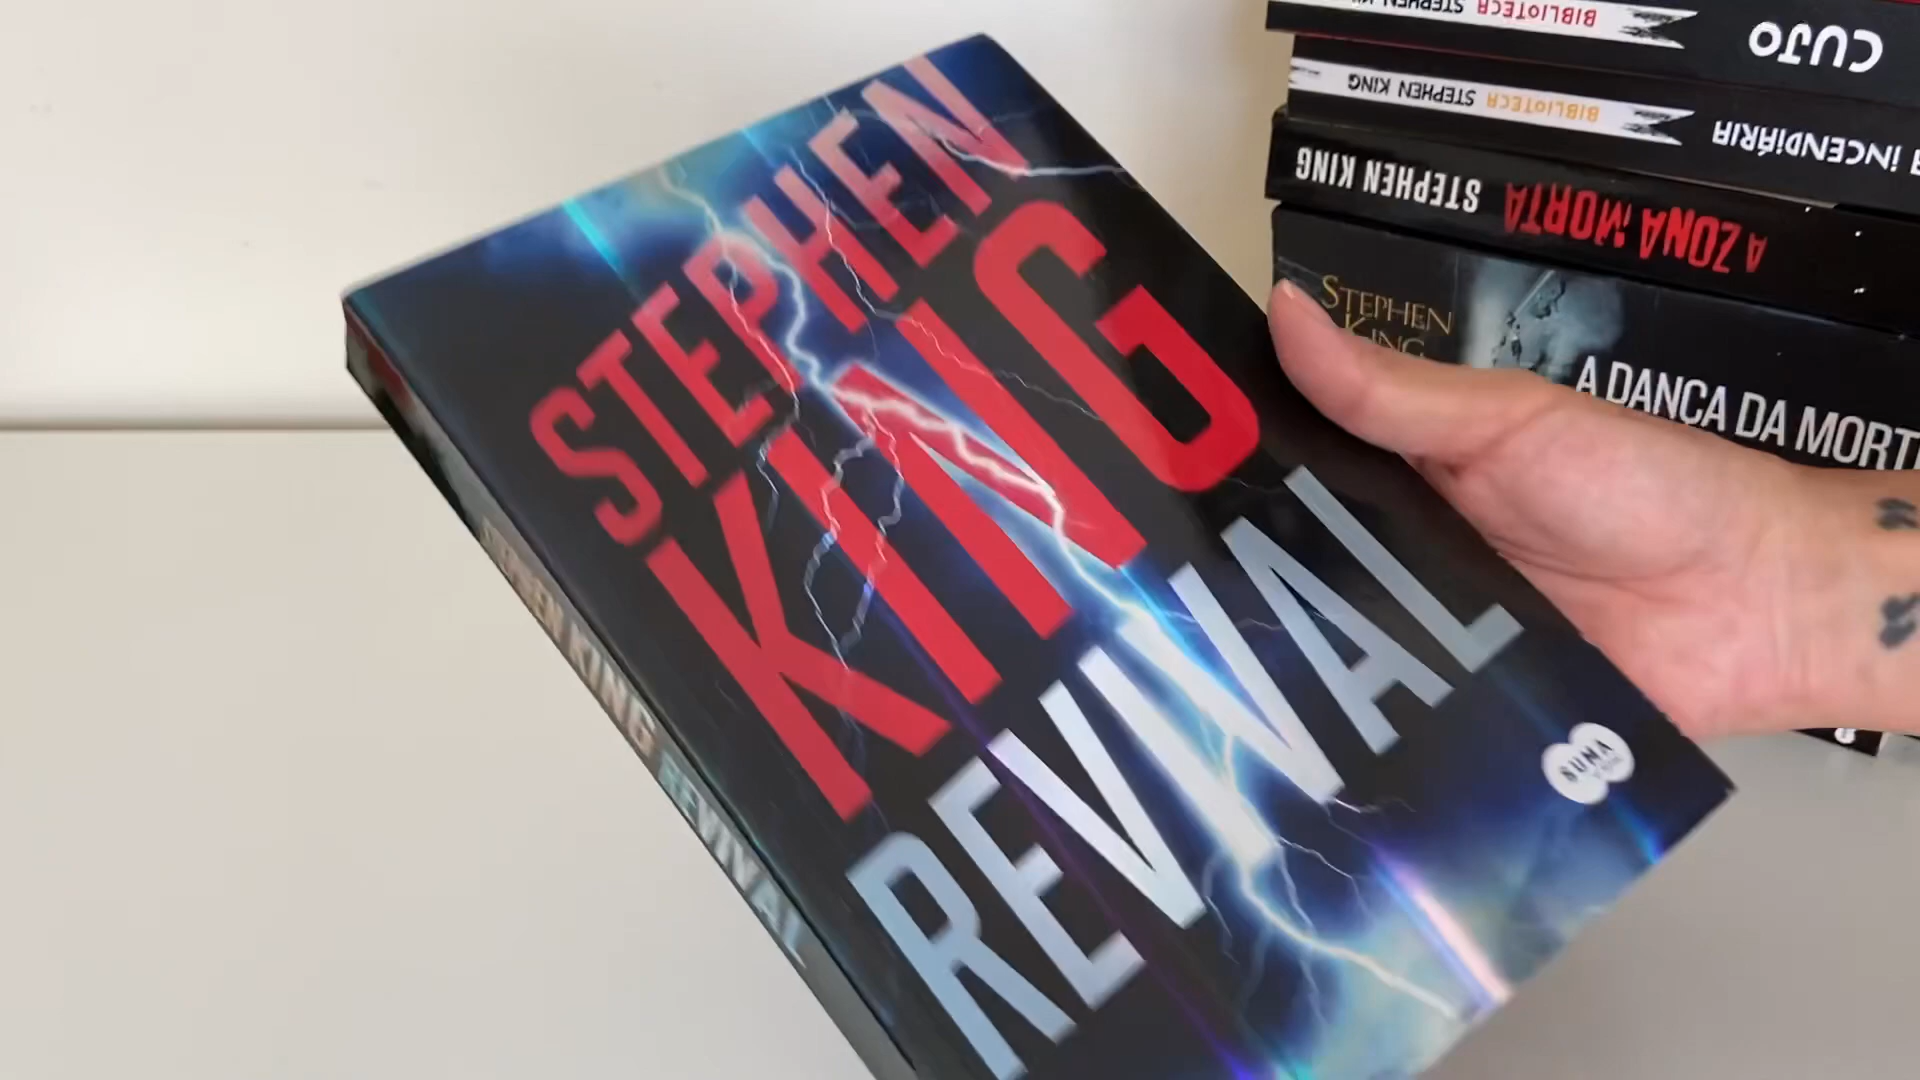 STEPHEN
KING
REVIVAL
SUMA
STEPHEN KING REVIVAL
BIBLIOTECA STEPHEN KING
CUJO
BIBLIOTECA STEPHEN KING
A INCENDIÁRIA
STEPHEN KING A ZONA MORTA
STEPHEN
KING
A DANÇA DA MORT